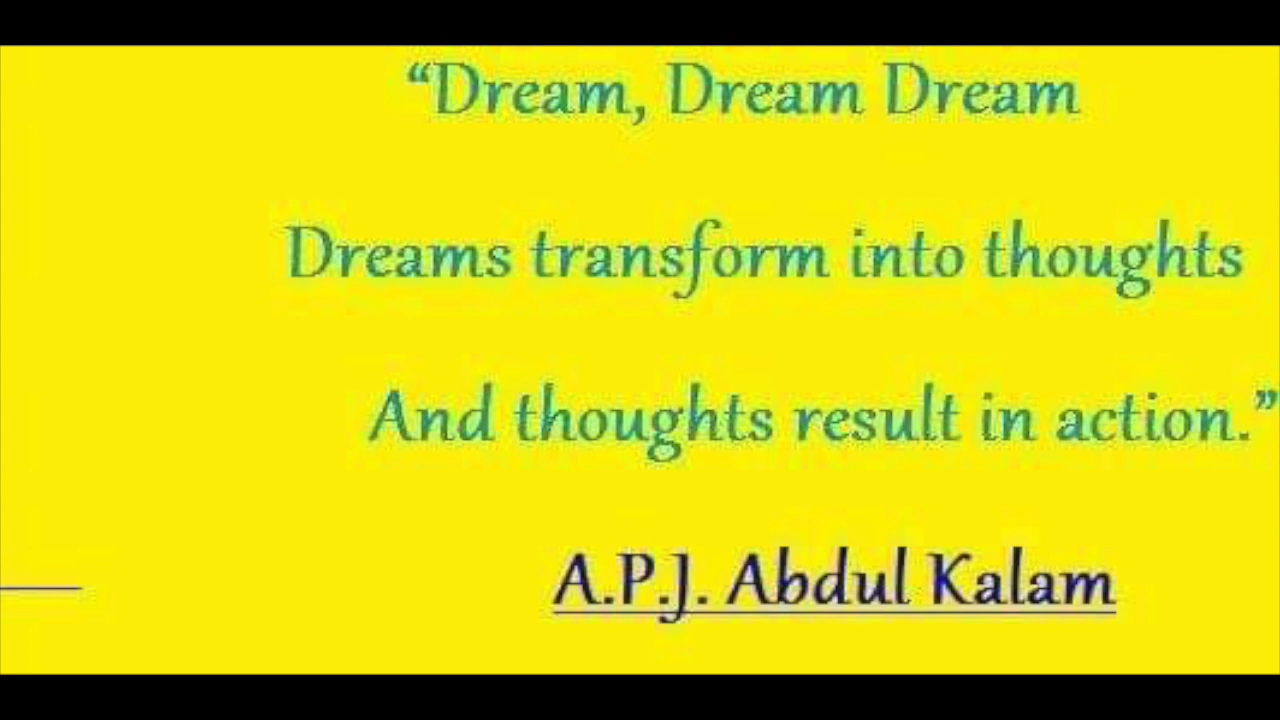 “Dream, Dream Dream
Dreams transform into thoughts
And thoughts result in action.”
A.P.J. Abdul Kalam